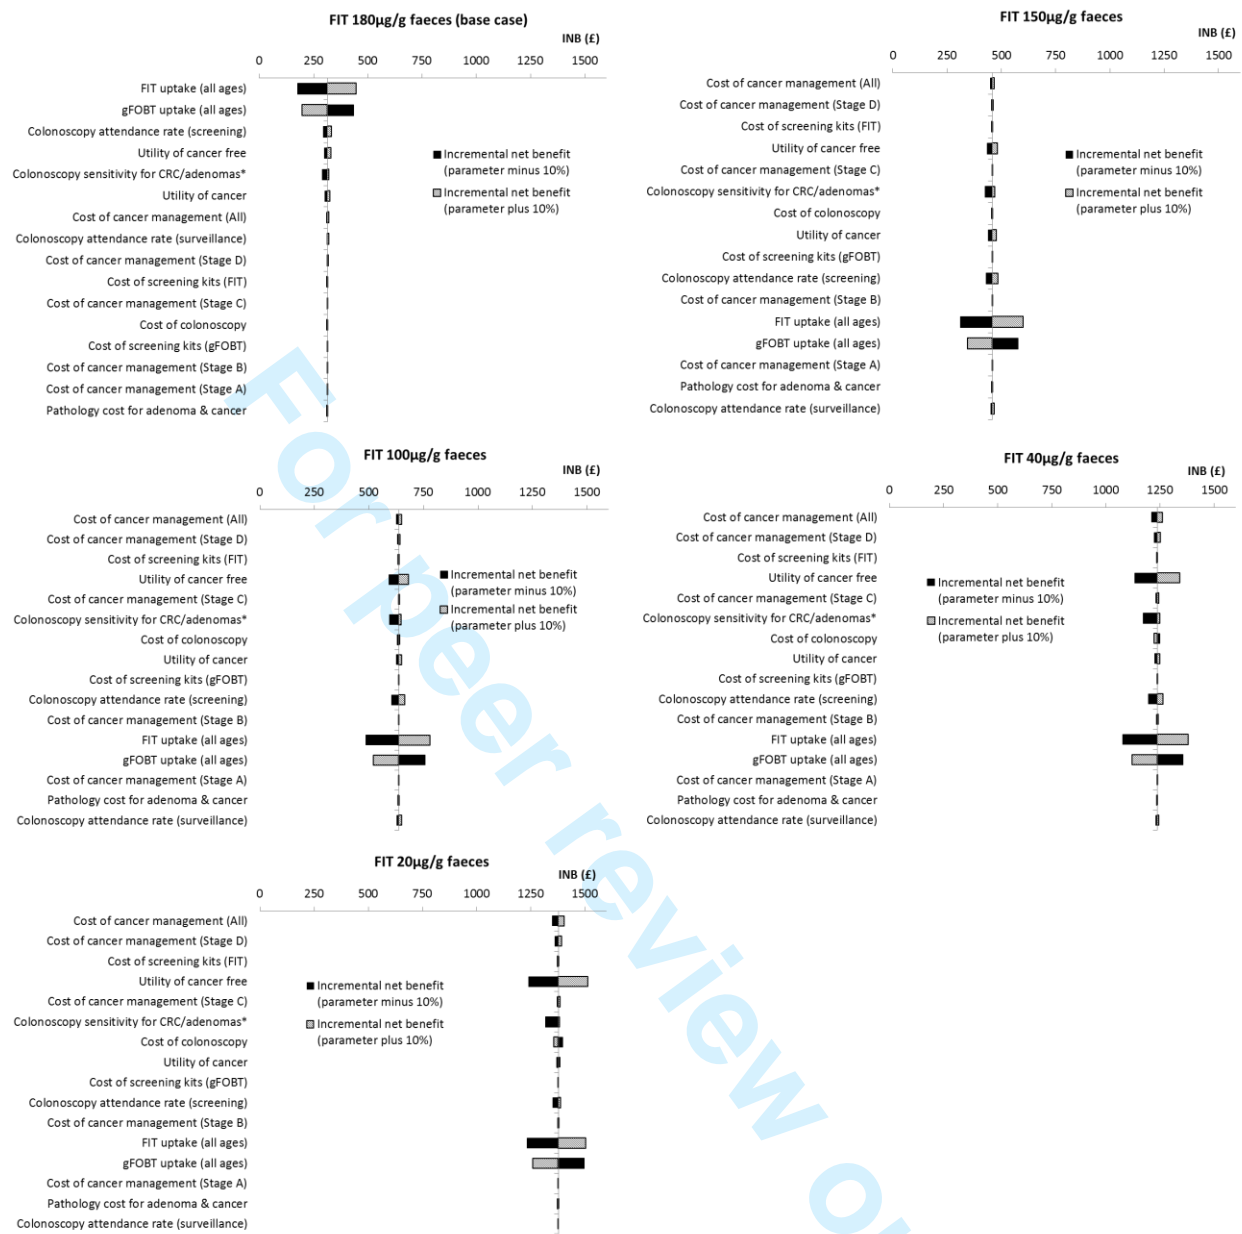 FIT 180µg/g faeces (base case)
INB (£)
0 250 500 750 1000 1250 1500
FIT uptake (all ages)
gFOBT uptake (all ages)
Colonoscopy attendance rate (screening)
Utility of cancer free
Colonoscopy sensitivity for CRC/adenomas*
Utility of cancer
Cost of cancer management (All)
Colonoscopy attendance rate (surveillance)
Cost of cancer management (Stage D)
Cost of screening kits (FIT)
Cost of cancer management (Stage C)
Cost of colonoscopy
Cost of screening kits (gFOBT)
Cost of cancer management (Stage B)
Cost of cancer management (Stage A)
Pathology cost for adenoma & cancer
Incremental net benefit
(parameter minus 10%)
Incremental net benefit
(parameter plus 10%)
FIT 150µg/g faeces
INB (£)
0 250 500 750 1000 1250 1500
Cost of cancer management (All)
Cost of cancer management (Stage D)
Cost of screening kits (FIT)
Utility of cancer free
Cost of cancer management (Stage C)
Colonoscopy sensitivity for CRC/adenomas*
Cost of colonoscopy
Utility of cancer
Cost of screening kits (gFOBT)
Colonoscopy attendance rate (screening)
Cost of cancer management (Stage B)
FIT uptake (all ages)
gFOBT uptake (all ages)
Cost of cancer management (Stage A)
Pathology cost for adenoma & cancer
Colonoscopy attendance rate (surveillance)
Incremental net benefit
(parameter minus 10%)
Incremental net benefit
(parameter plus 10%)
FIT 100µg/g faeces
INB (£)
0 250 500 750 1000 1250 1500
Cost of cancer management (All)
Cost of cancer management (Stage D)
Cost of screening kits (FIT)
Utility of cancer free
Cost of cancer management (Stage C)
Colonoscopy sensitivity for CRC/adenomas*
Cost of colonoscopy
Utility of cancer
Cost of screening kits (gFOBT)
Colonoscopy attendance rate (screening)
Cost of cancer management (Stage B)
FIT uptake (all ages)
gFOBT uptake (all ages)
Cost of cancer management (Stage A)
Pathology cost for adenoma & cancer
Colonoscopy attendance rate (surveillance)
Incremental net benefit
(parameter minus 10%)
Incremental net benefit
(parameter plus 10%)
FIT 40µg/g faeces
INB (£)
0 250 500 750 1000 1250 1500
Cost of cancer management (All)
Cost of cancer management (Stage D)
Cost of screening kits (FIT)
Utility of cancer free
Cost of cancer management (Stage C)
Colonoscopy sensitivity for CRC/adenomas*
Cost of colonoscopy
Utility of cancer
Cost of screening kits (gFOBT)
Colonoscopy attendance rate (screening)
Cost of cancer management (Stage B)
FIT uptake (all ages)
gFOBT uptake (all ages)
Cost of cancer management (Stage A)
Pathology cost for adenoma & cancer
Colonoscopy attendance rate (surveillance)
Incremental net benefit
(parameter minus 10%)
Incremental net benefit
(parameter plus 10%)
FIT 20µg/g faeces
INB (£)
0 250 500 750 1000 1250 1500
Cost of cancer management (All)
Cost of cancer management (Stage D)
Cost of screening kits (FIT)
Utility of cancer free
Cost of cancer management (Stage C)
Colonoscopy sensitivity for CRC/adenomas*
Cost of colonoscopy
Utility of cancer
Cost of screening kits (gFOBT)
Colonoscopy attendance rate (screening)
Cost of cancer management (Stage B)
FIT uptake (all ages)
gFOBT uptake (all ages)
Cost of cancer management (Stage A)
Pathology cost for adenoma & cancer
Colonoscopy attendance rate (surveillance)
Incremental net benefit
(parameter minus 10%)
Incremental net benefit
(parameter plus 10%)
For peer review